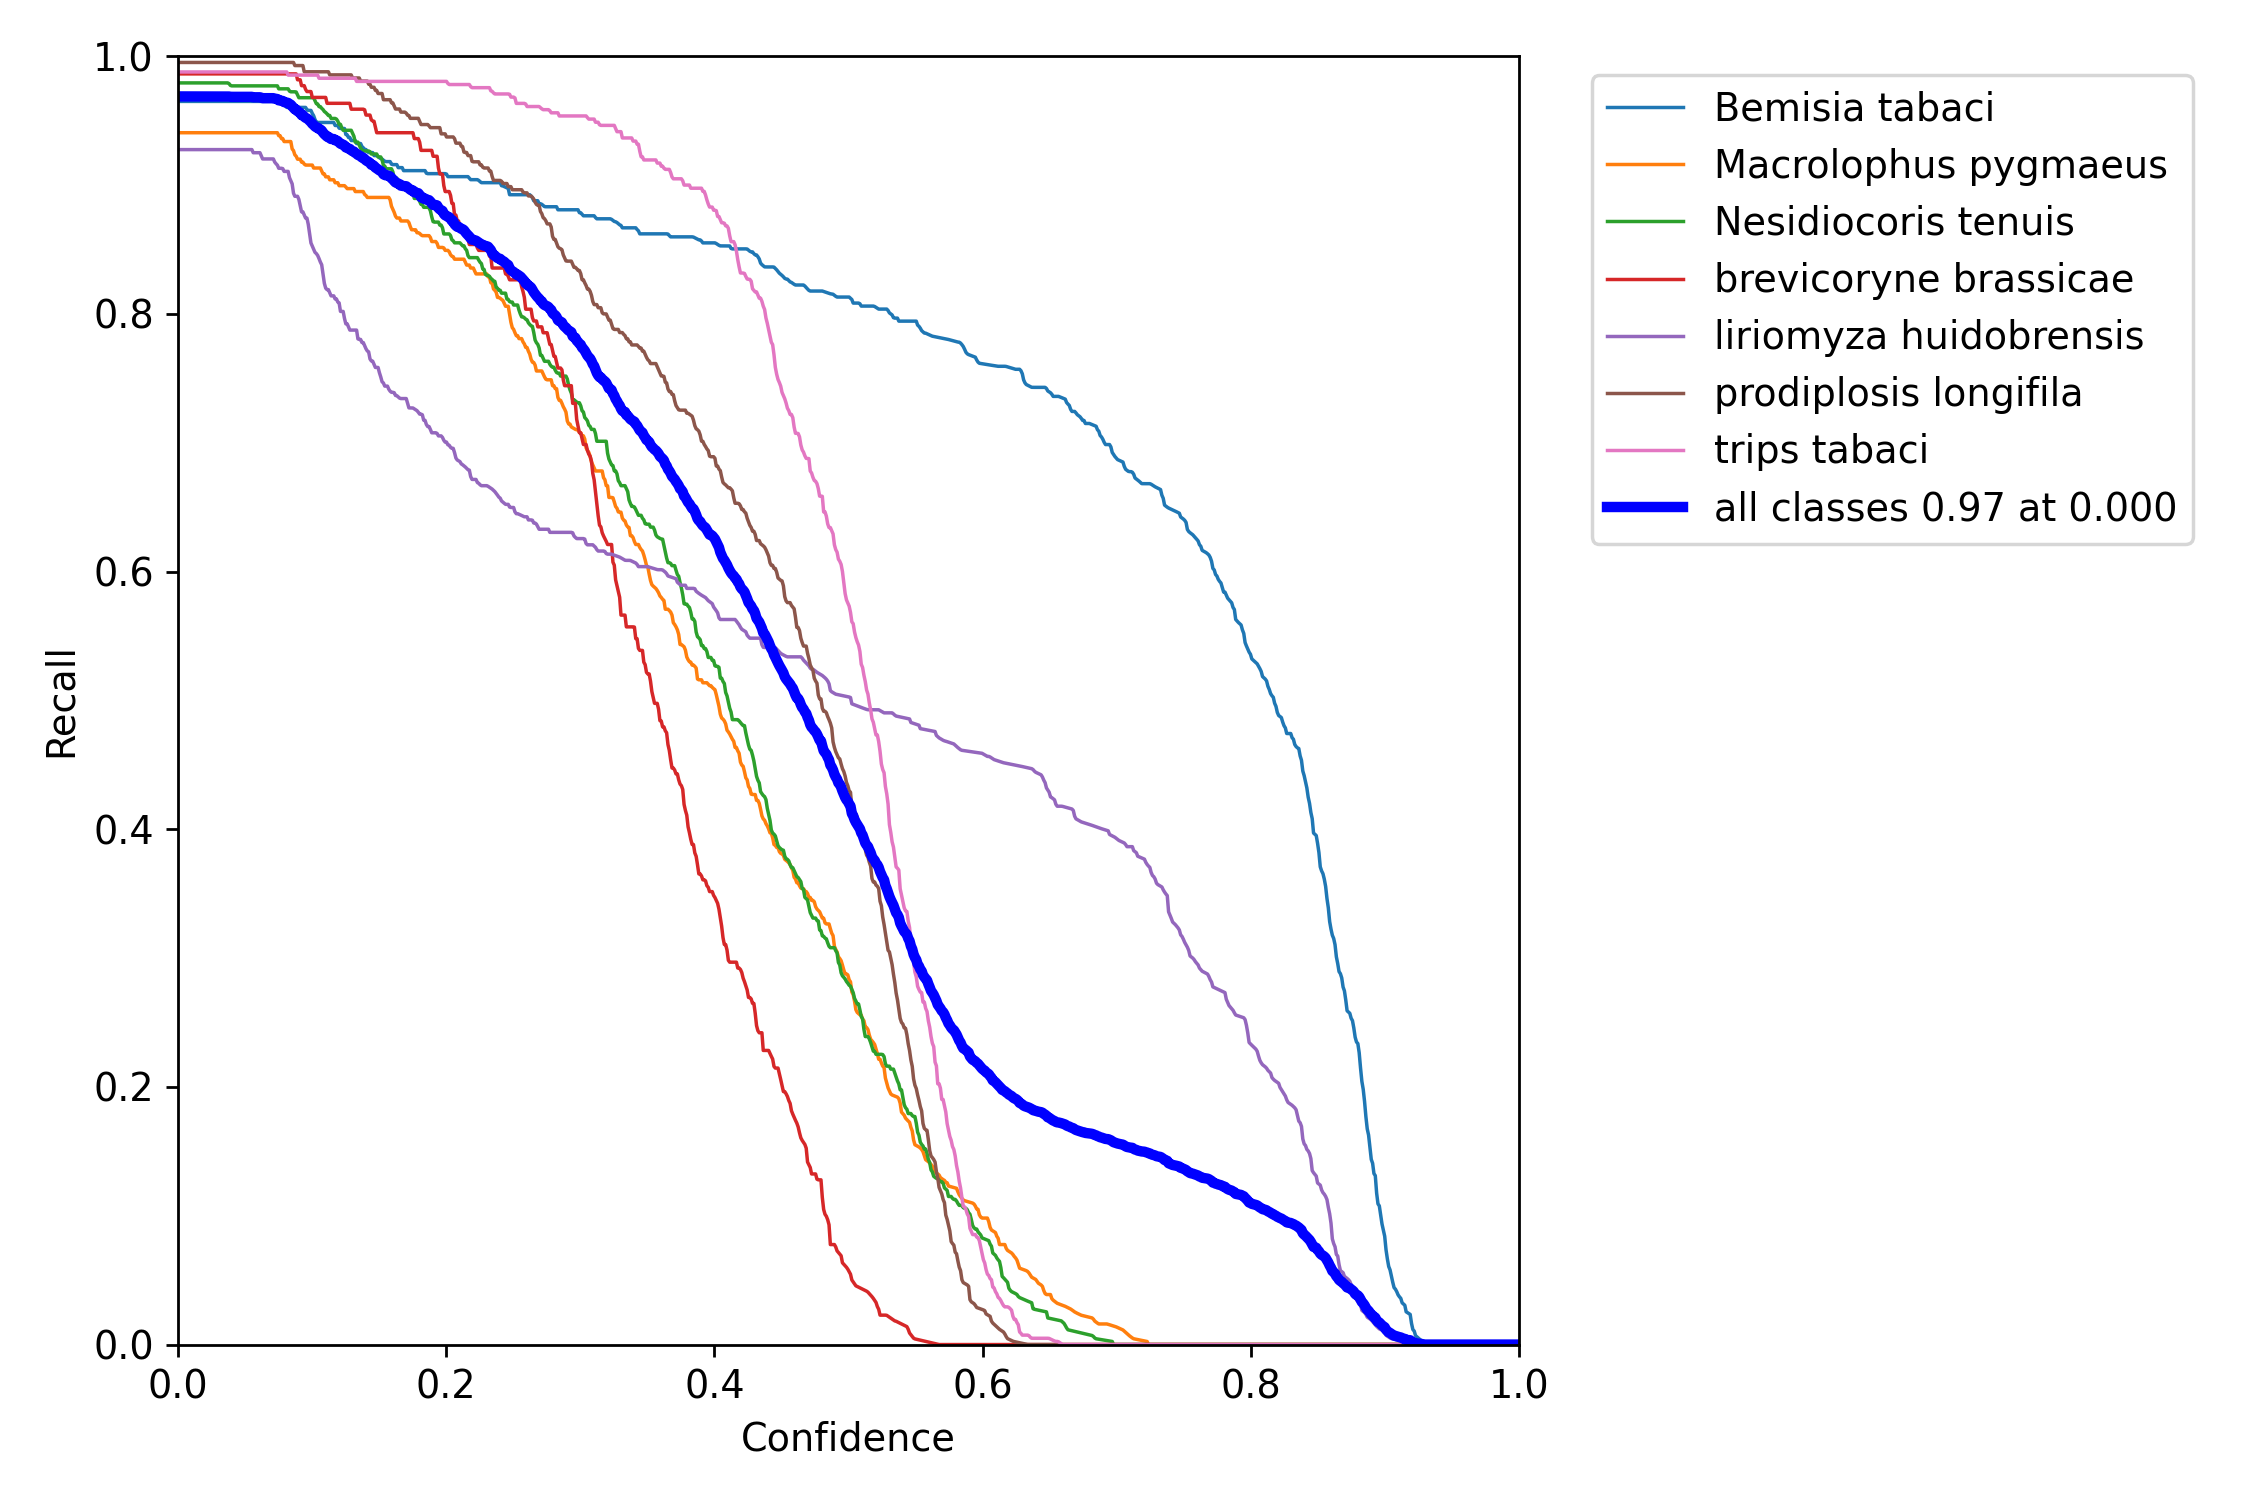 1.0
0.8
0.6
0.4
0.2
0.0
0.0 0.2 0.4 0.6 0.8 1.0
Recall
Confidence
Bemisia tabaci
Macrolophus pygmaeus
Nesidiocoris tenuis
brevicoryne brassicae
liriomyza huidobrensis
prodiplosis longifila
trips tabaci
all classes 0.97 at 0.000